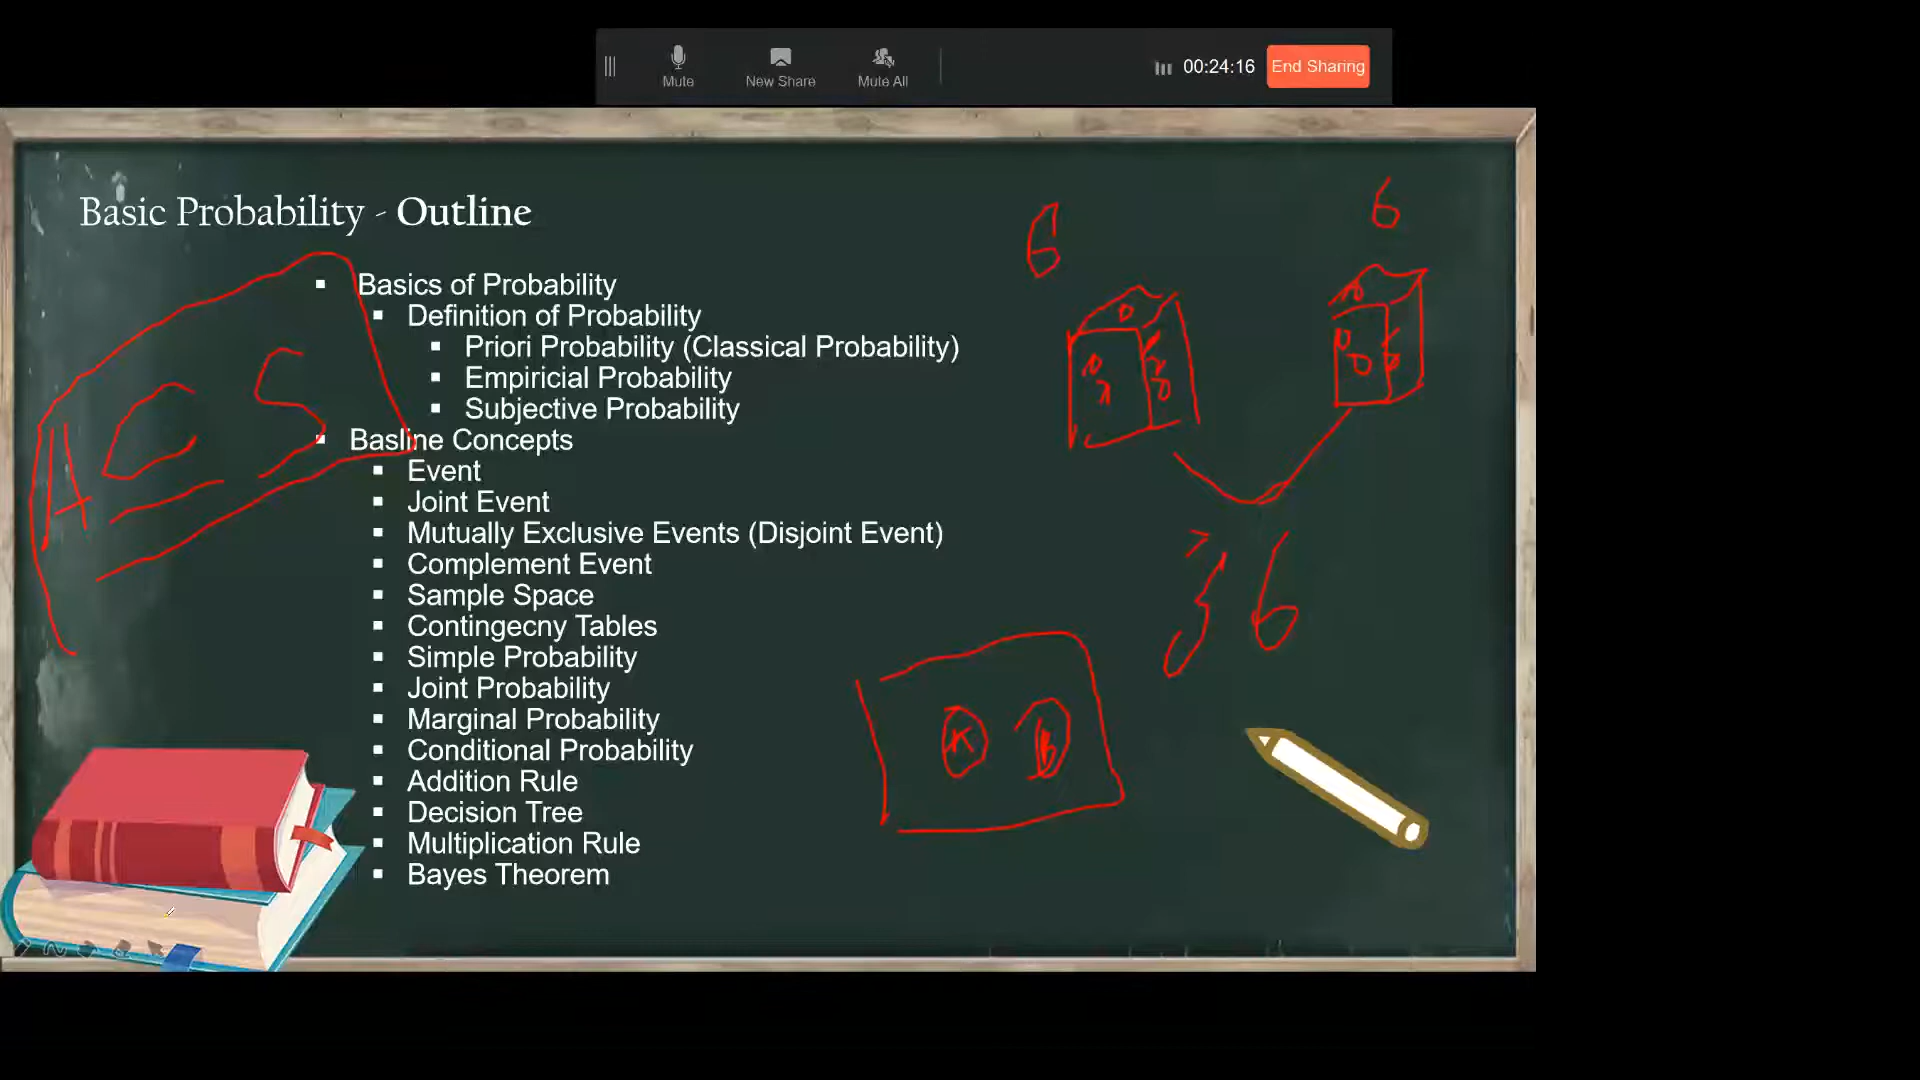 Mute
New Share
Mute All
00:24:16
End Sharing
Basic Probability - Outline
6
6
Basics of Probability
Definition of Probability
Priori Probability (Classical Probability)
Empiricial Probability
Subjective Probability
A C S
Basline Concepts
Event
Joint Event
Mutually Exclusive Events (Disjoint Event)
Complement Event
36
Sample Space
Contingecny Tables
Simple Probability
Joint Probability
Marginal Probability
B
Conditional Probability
Addition Rule
Decision Tree
Multiplication Rule
Bayes Theorem